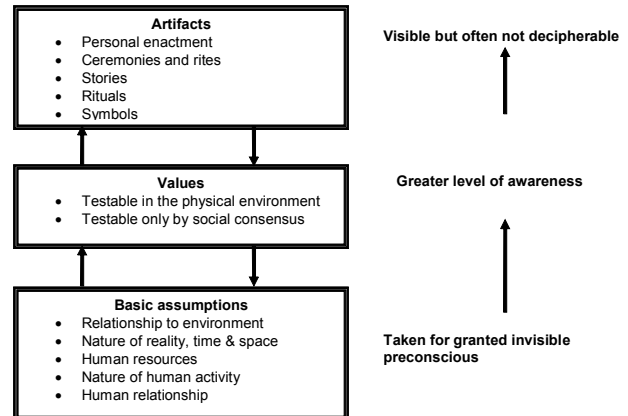 Artifacts
• Personal enactment
• Ceremonies and rites
• Stories
• Rituals
• Symbols
Visible but often not decipherable
Values
• Testable in the physical environment
• Testable only by social consensus
Greater level of awareness
Basic assumptions
• Relationship to environment
• Nature of reality, time & space
• Human resources
• Nature of human activity
• Human relationship
Taken for granted invisible
preconscious